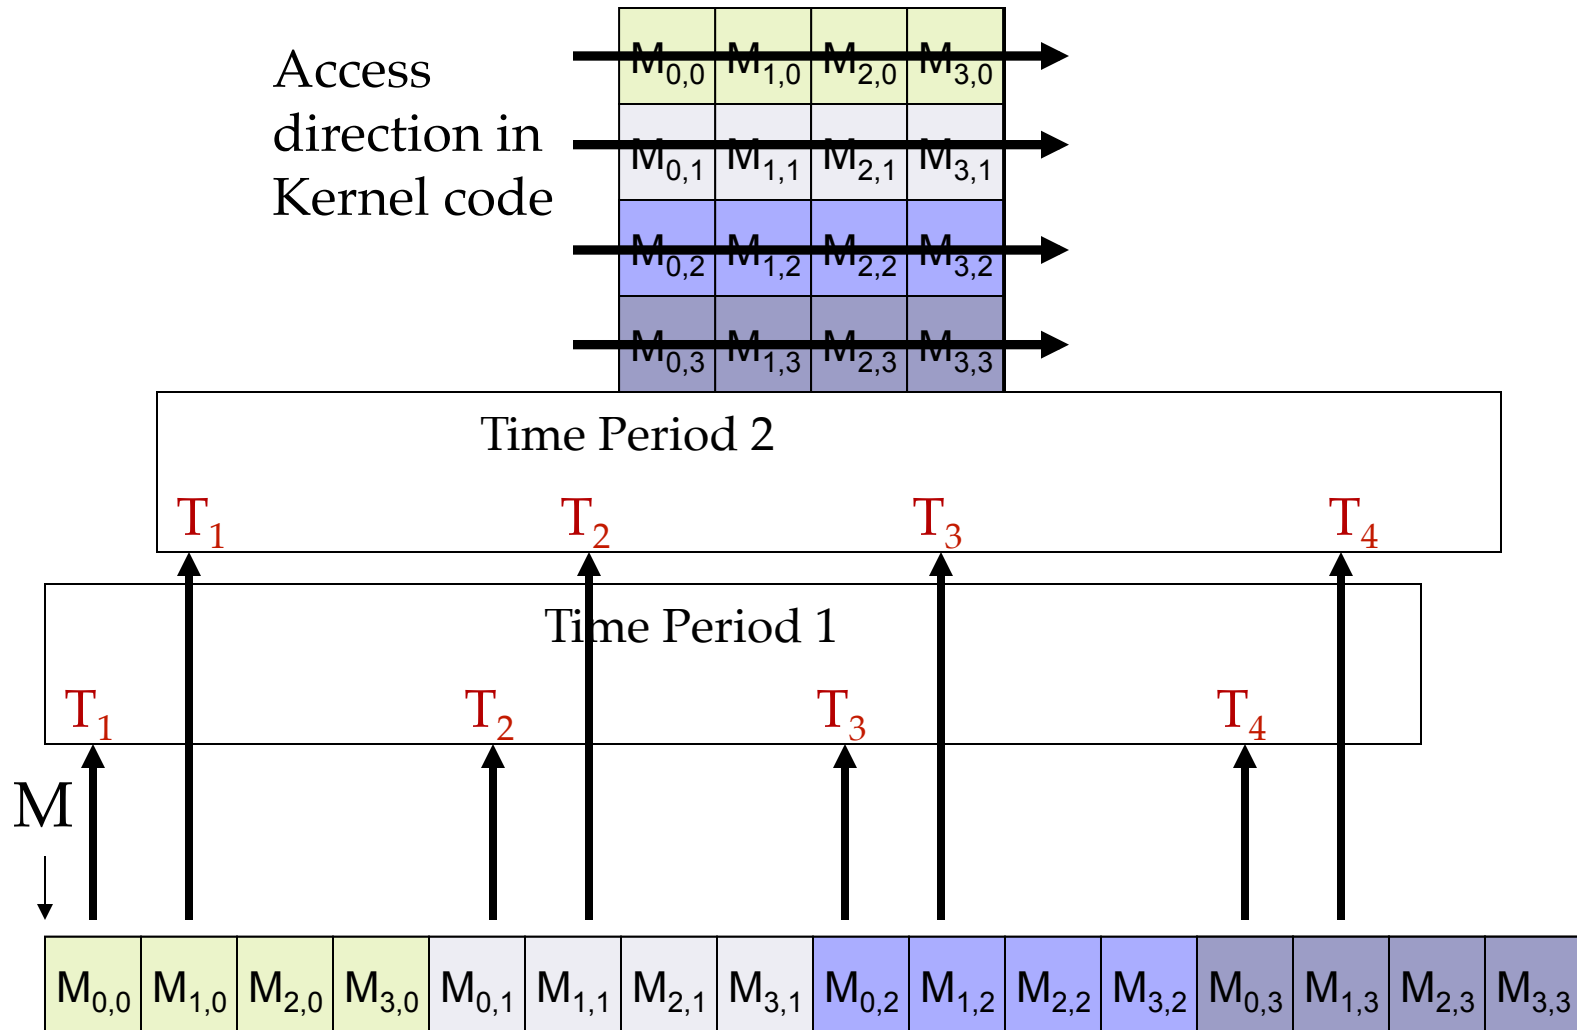 Access
direction in
Kernel code
M0,0 M1,0 M2,0 M3,0
M0,1 M1,1 M2,1 M3,1
M0,2 M1,2 M2,2 M3,2
M0,3 M1,3 M2,3 M3,3
Time Period 2
T1 T2 T3 T4
Time Period 1
T1 T2 T3 T4
M
M0,0 M1,0 M2,0 M3,0 M0,1 M1,1 M2,1 M3,1 M0,2 M1,2 M2,2 M3,2 M0,3 M1,3 M2,3 M3,3